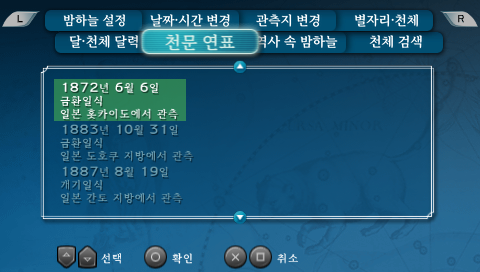 L
밤하늘 설정
날짜·시간 변경
관측지 변경
별자리·천체
R
달·천체 달력
천문 연표
역사 속 밤하늘
천체 검색
1872년 6월 6일
금환일식
일본 홋카이도에서 관측
1883년 10월 31일
금환일식
일본 도호쿠 지방에서 관측
1887년 8월 19일
개기일식
일본 간토 지방에서 관측
선택
확인
취소